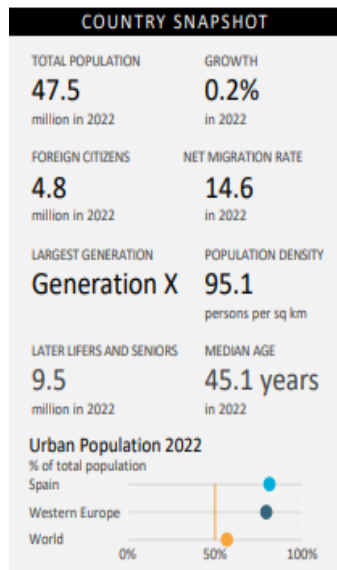 COUNTRY SNAPSHOT
TOTAL POPULATION
47.5
million in 2022
GROWTH
0.2%
in 2022
FOREIGN CITIZENS
4.8
million in 2022
NET MIGRATION RATE
14.6
in 2022
LARGEST GENERATION
Generation X
POPULATION DENSITY
95.1
persons per sq km
LATER LIFERS AND SENIORS
9.5
million in 2022
MEDIAN AGE
45.1 years
in 2022
Urban Population 2022
% of total population
Spain
Western Europe
World
0%
50%
100%